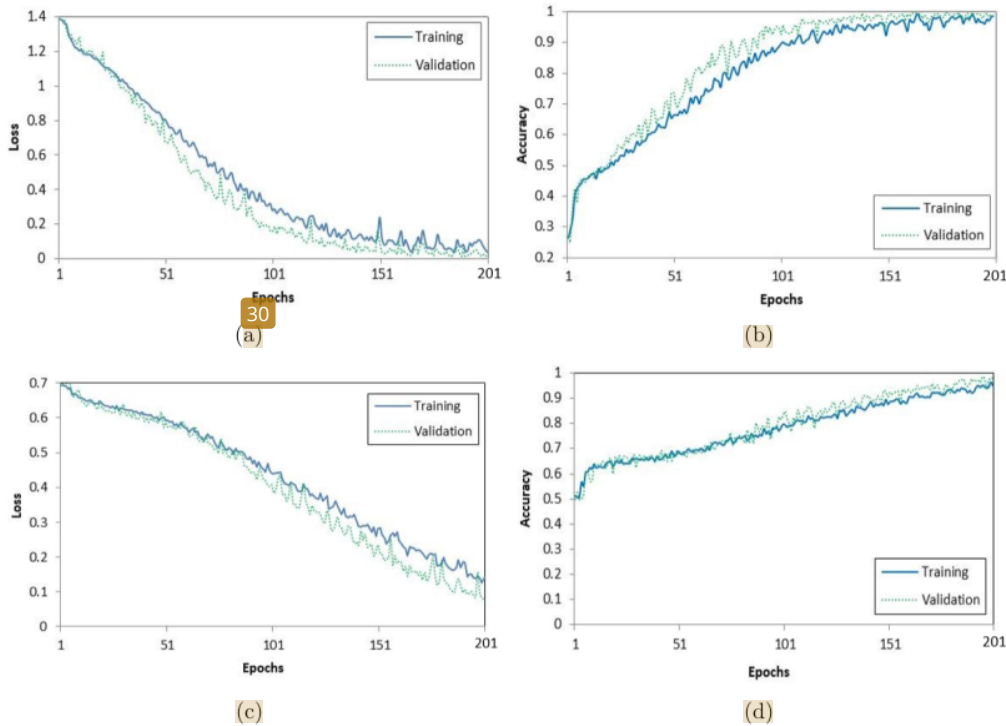 1.4
1.2
1
0.8
0.6
0.4
0.2
0
Loss
Training
Validation
1 51 101 151 201
Epochs
30
(a)
1
0.9
0.8
0.7
0.6
0.5
0.4
0.3
0.2
Accuracy
Training
Validation
1 51 101 151 201
Epochs
(b)
0.7
0.6
0.5
0.4
0.3
0.2
0.1
0
Loss
Training
Validation
1 51 101 151 201
Epochs
(c)
1
0.9
0.8
0.7
0.6
0.5
0.4
0.3
0.2
0.1
0
Accuracy
Training
Validation
1 51 101 151 201
Epochs
(d)